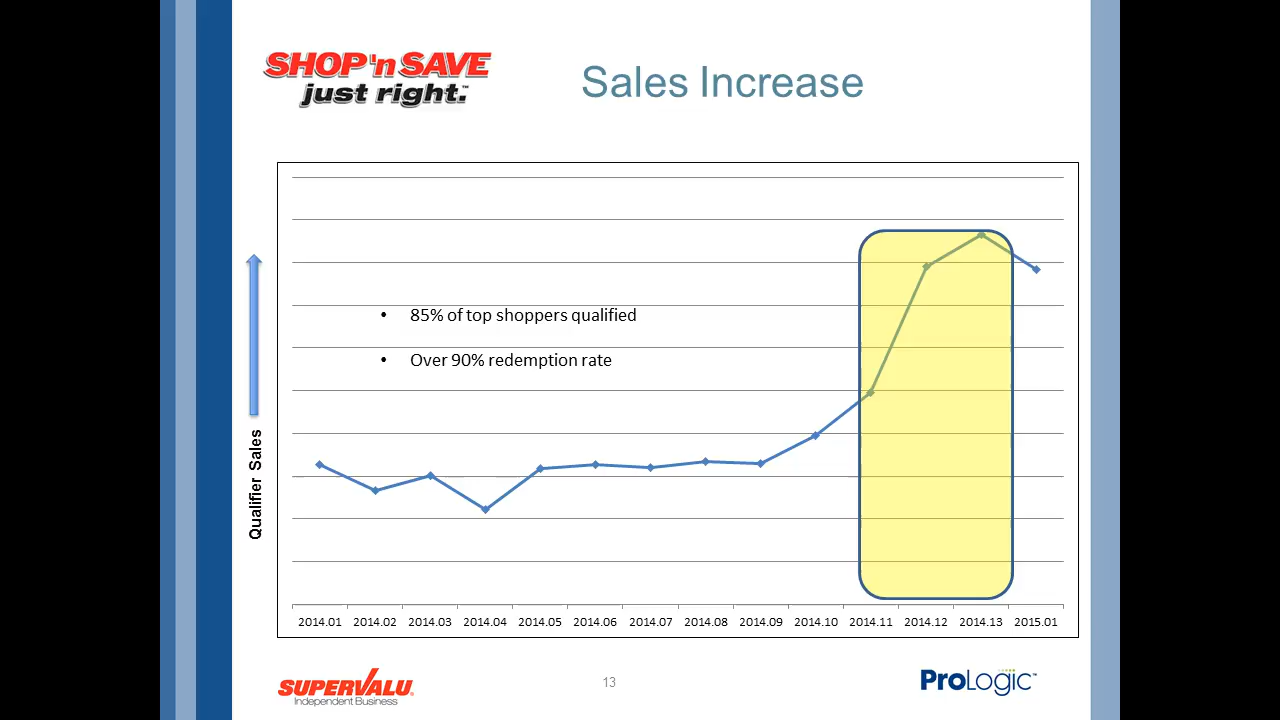 SHOP 'n SAVE
just right.™
Sales Increase
• 85% of top shoppers qualified
• Over 90% redemption rate
Qualifier Sales
2014.01 2014.02 2014.03 2014.04 2014.05 2014.06 2014.07 2014.08 2014.09 2014.10 2014.11 2014.12 2014.13 2015.01
SUPERVALU®
Independent Business
13
ProLogic™